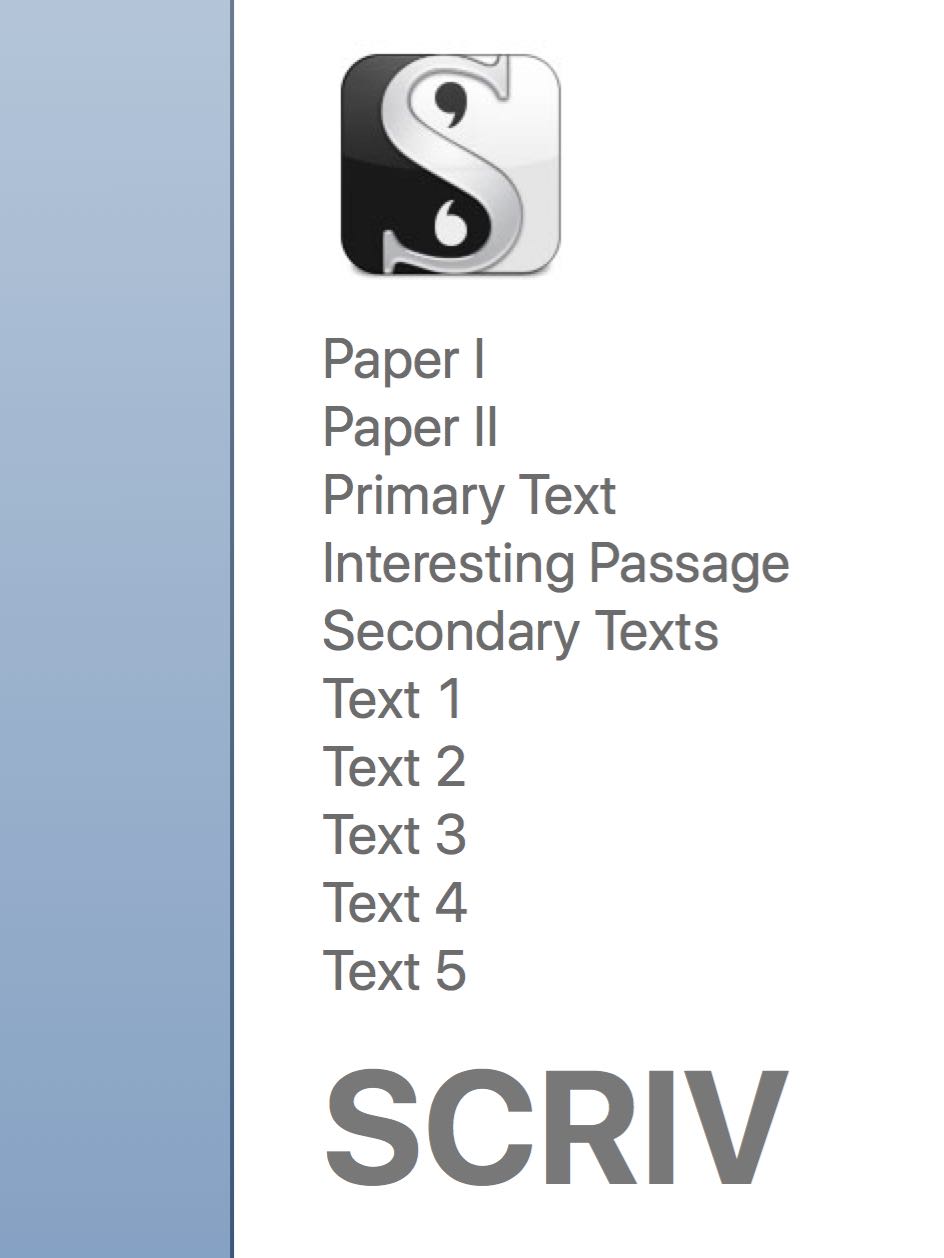 Paper I
Paper II
Primary Text
Interesting Passage
Secondary Texts
Text 1
Text 2
Text 3
Text 4
Text 5
SCRIV